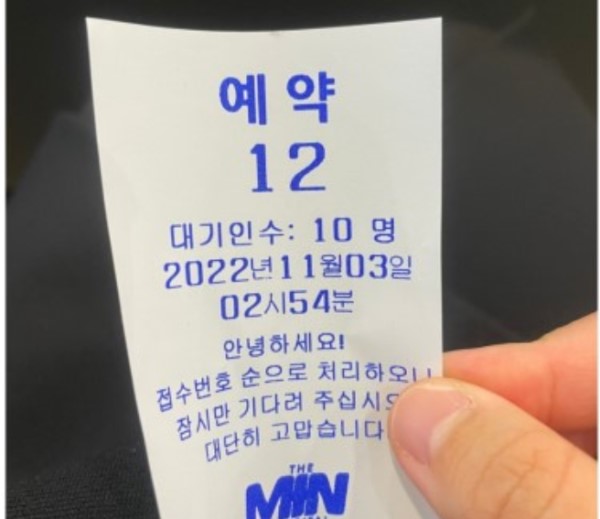 예약
12
대기인수: 10 명
2022년11월03일
02시54분
안녕하세요!
접수번호 순으로 처리하오니
잠시만 기다려 주십시오
대단히 고맙습니다
THE
MIN